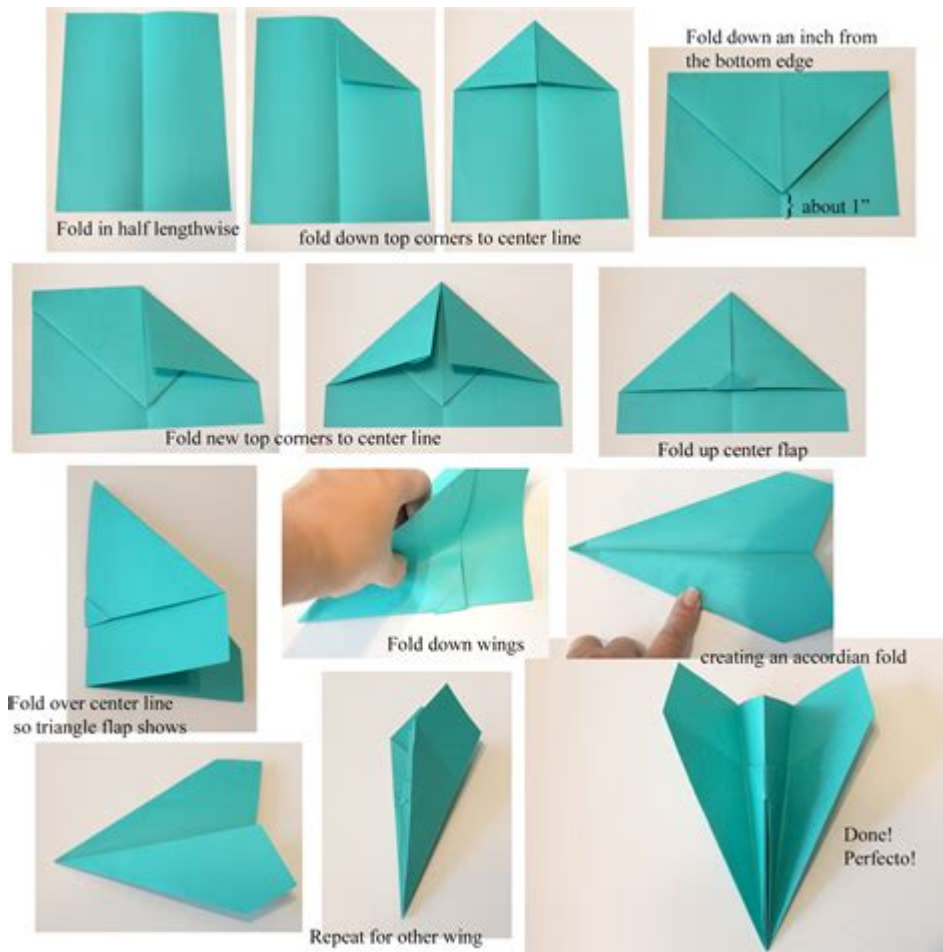 Fold in half lengthwise
fold down top corners to center line
Fold down an inch from
the bottom edge
} about 1”
Fold new top corners to center line
Fold up center flap
Fold over center line
so triangle flap shows
Fold down wings
creating an accordian fold
Repeat for other wing
Done!
Perfecto!